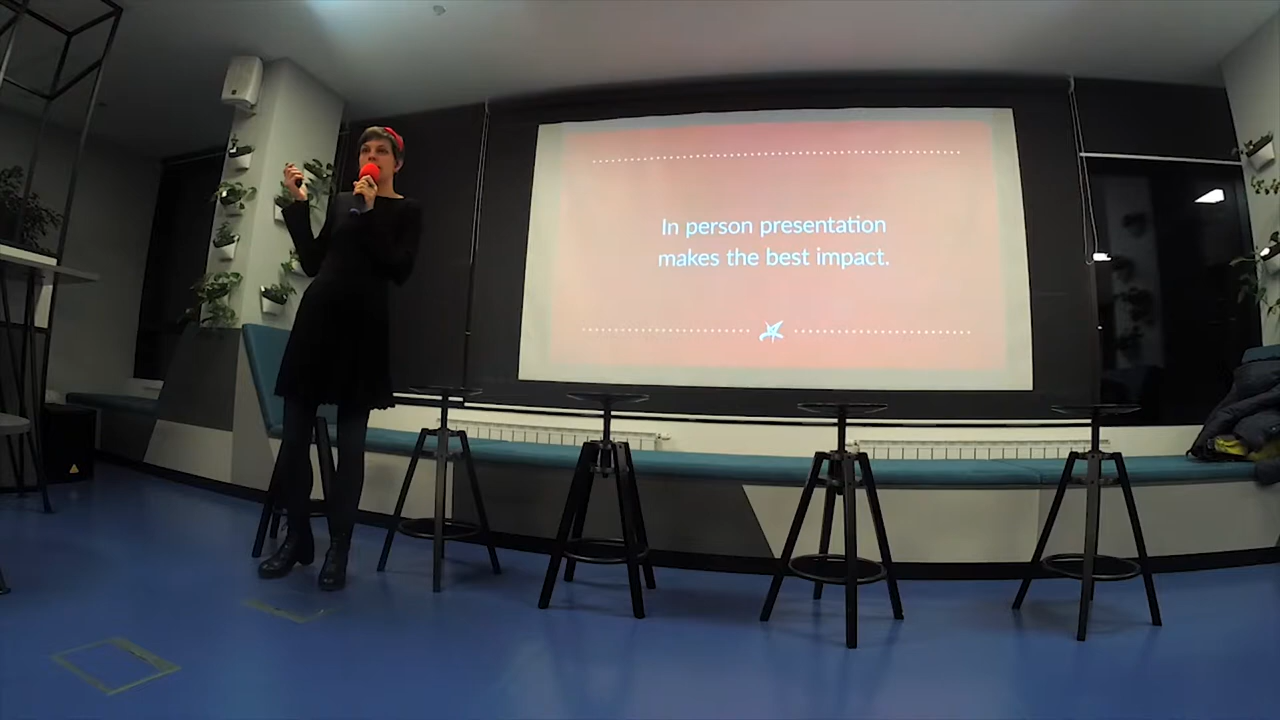 In person presentation
makes the best impact.